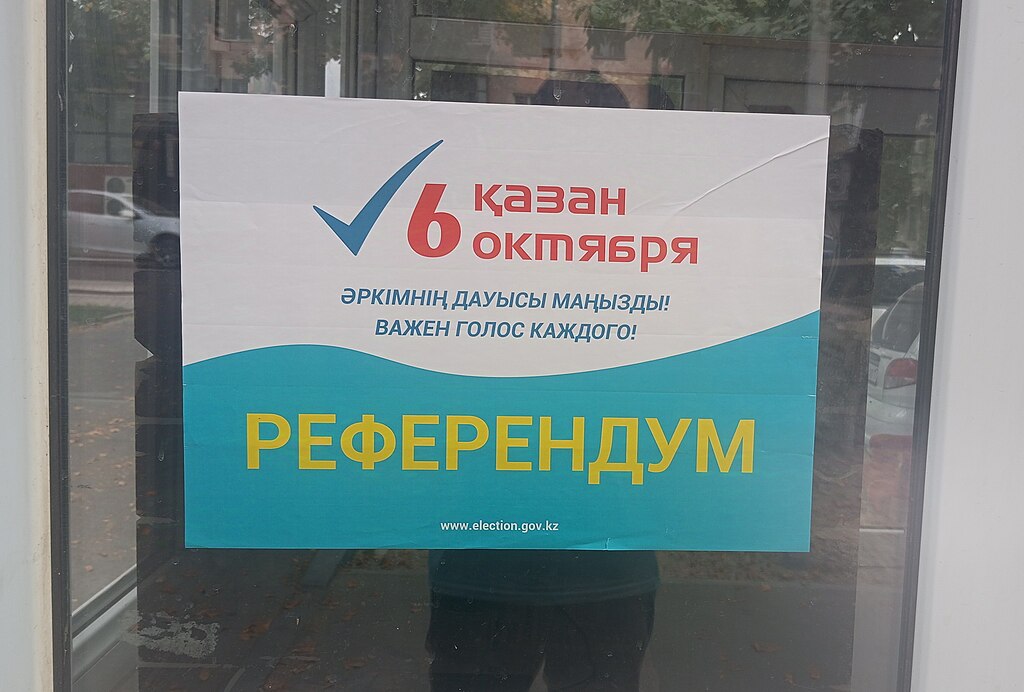 6 қазан
октября
ӘРКІМНІҢ ДАУЫСЫ МАҢЫЗДЫ!
ВАЖЕН ГОЛОС КАЖДОГО!
РЕФЕРЕНДУМ
www.election.gov.kz